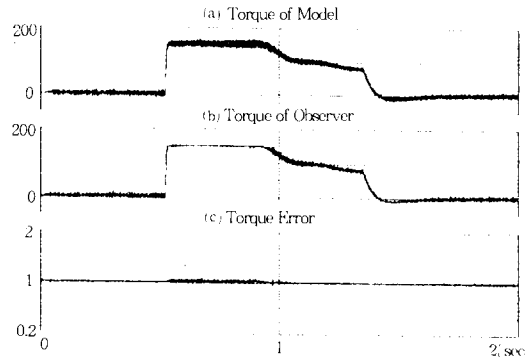 (a) Torque of Model
200
0
(b) Torque of Observer
200
0
(c) Torque Error
2
1
0.2
0 1 2, sec